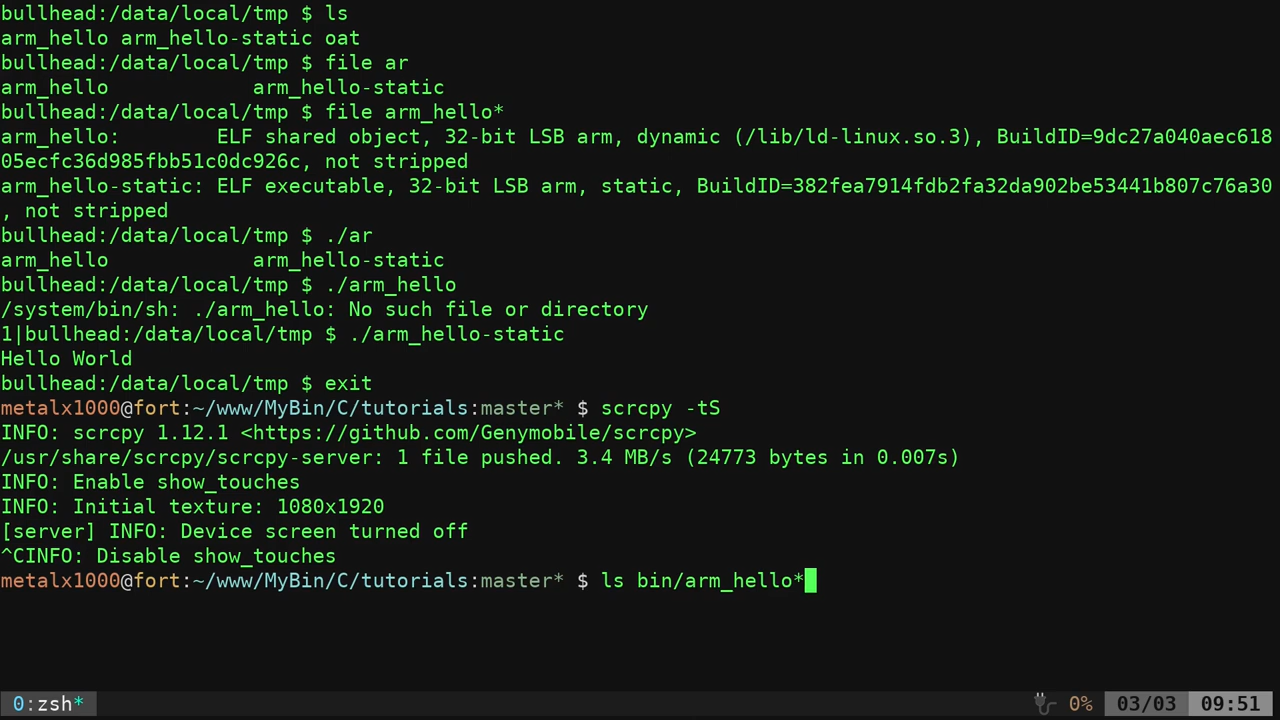 bullhead:/data/local/tmp $ ls
arm_hello arm_hello-static oat
bullhead:/data/local/tmp $ file ar
arm_hello            arm_hello-static
bullhead:/data/local/tmp $ file arm_hello*
arm_hello:        ELF shared object, 32-bit LSB arm, dynamic (/lib/ld-linux.so.3), BuildID=9dc27a040aec618
05ecfc36d985fbb51c0dc926c, not stripped
arm_hello-static: ELF executable, 32-bit LSB arm, static, BuildID=382fea7914fdb2fa32da902be53441b807c76a30
, not stripped
bullhead:/data/local/tmp $ ./ar
arm_hello            arm_hello-static
bullhead:/data/local/tmp $ ./arm_hello
/system/bin/sh: ./arm_hello: No such file or directory
1|bullhead:/data/local/tmp $ ./arm_hello-static
Hello World
bullhead:/data/local/tmp $ exit
metalx1000@fort:~/www/MyBin/C/tutorials:master* $ scrcpy -tS
INFO: scrcpy 1.12.1 <https://github.com/Genymobile/scrcpy>
/usr/share/scrcpy/scrcpy-server: 1 file pushed. 3.4 MB/s (24773 bytes in 0.007s)
INFO: Enable show_touches
INFO: Initial texture: 1080x1920
[server] INFO: Device screen turned off
^CINFO: Disable show_touches
metalx1000@fort:~/www/MyBin/C/tutorials:master* $ ls bin/arm_hello*
0:zsh* 0% 03/03 09:51